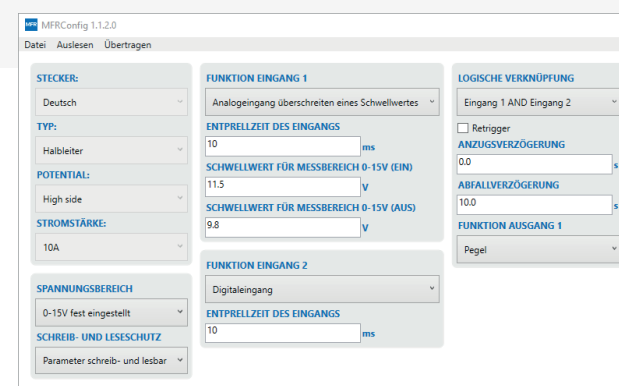 MFR MFRConfig 1.1.2.0
Datei Auslesen Übertragen
STECKER:
Deutsch
TYP:
Halbleiter
POTENTIAL:
High side
STROMSTÄRKE:
10A
SPANNUNGSBEREICH
0-15V fest eingestellt
SCHREIB- UND LESESCHUTZ
Parameter schreib- und lesbar
FUNKTION EINGANG 1
Analogeingang überschreiten eines Schwellwertes
ENTPRELLZEIT DES EINGANGS
10 ms
SCHWELLWERT FÜR MESSBEREICH 0-15V (EIN)
11.5 V
SCHWELLWERT FÜR MESSBEREICH 0-15V (AUS)
9.8 V
FUNKTION EINGANG 2
Digitaleingang
ENTPRELLZEIT DES EINGANGS
10 ms
LOGISCHE VERKNÜPFUNG
Eingang 1 AND Eingang 2
Retrigger
ANZUGSVERZÖGERUNG
0.0 s
ABFALLVERZÖGERUNG
10.0 s
FUNKTION AUSGANG 1
Pegel